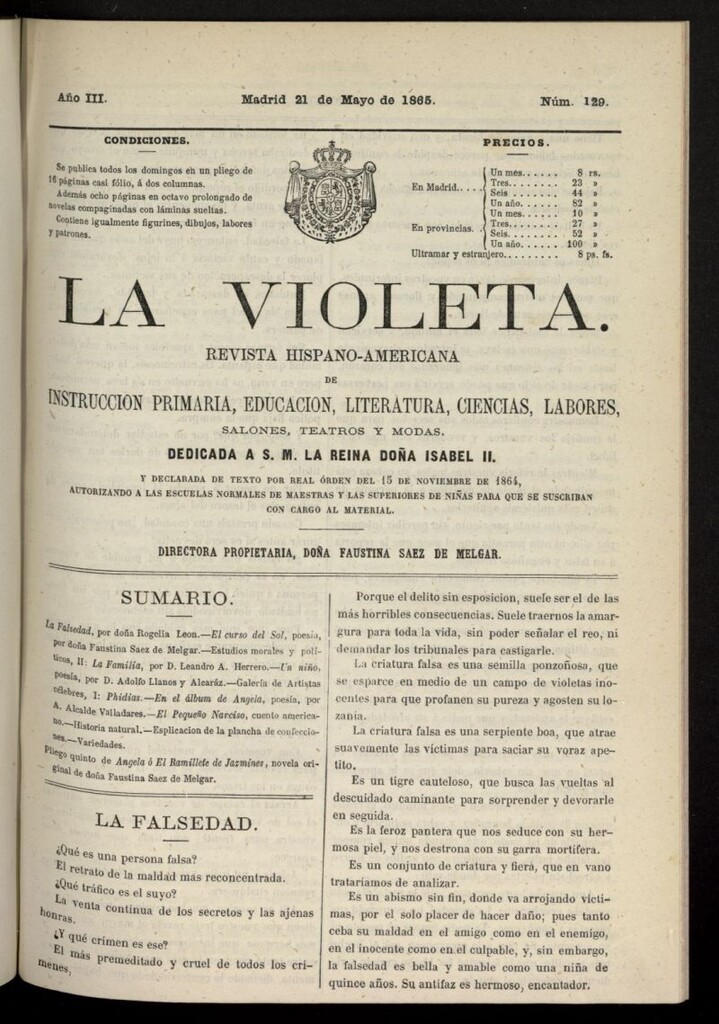 Año III.
Madrid 21 de Mayo de 1865.
Núm. 129.
CONDICIONES.
Se publica todos los domingos en un pliego de
16 páginas casi fólio, á dos columnas.
Además ocho páginas en octavo prolongado de
novelas compaginadas con láminas sueltas.
Contiene igualmente figurines, dibujos, labores
y patrones.
PRECIOS.
En Madrid....
Un mes...... 8 rs.
Tres....... 23 »
Seis ....... 44 »
Un año...... 82 »
En provincias.
Un mes...... 10 »
Tres....... 27 »
Seis....... 52 »
Un año...... 100 »
Ultramar y estranjero......... 8 ps. fs.
LA VIOLETA.
REVISTA HISPANO-AMERICANA
DE
INSTRUCCION PRIMARIA, EDUCACION, LITERATURA, CIENCIAS, LABORES,
SALONES, TEATROS Y MODAS.
DEDICADA A S. M. LA REINA DOÑA ISABEL II.
Y DECLARADA DE TEXTO POR REAL ÓRDEN DEL 15 DE NOVIEMBRE DE 1864,
AUTORIZANDO A LAS ESCUELAS NORMALES DE MAESTRAS Y LAS SUPERIORES DE NIÑAS PARA QUE SE SUSCRIBAN
CON CARGO AL MATERIAL.
DIRECTORA PROPIETARIA, DOÑA FAUSTINA SAEZ DE MELGAR.
SUMARIO.
La Falsedad, por doña Rogelia Leon.—El curso del Sol, poesía,
por doña Faustina Saez de Melgar.—Estudios morales y polí-
ticos, II: La Familia, por D. Leandro A. Herrero.—Un niño,
poesía, por D. Adolfo Llanos y Alcaráz.—Galería de Artistas
célebres, I: Phidias.—En el álbum de Angela, poesía, por
A. Alcalde Valladares.—El Pequeño Narciso, cuento america-
no.—Historia natural.—Esplicacion de la plancha de confeccio-
nes.—Variedades.
Pliego quinto de Angela ó El Ramillete de Jazmines, novela ori-
ginal de doña Faustina Saez de Melgar.
LA FALSEDAD.
¿Qué es una persona falsa?
El retrato de la maldad mas reconcentrada.
¿Qué tráfico es el suyo?
La venta continua de los secretos y las ajenas
honras.
¿Y qué crímen es ese?
El más premeditado y cruel de todos los crí-
menes,
Porque el delito sin esposicion, suele ser el de las
más horribles consecuencias. Suele traernos la amar-
gura para toda la vida, sin poder señalar el reo, ni
demandar los tribunales para castigarle.
La criatura falsa es una semilla ponzoñosa, que
se esparce en medio de un campo de violetas ino-
centes para que profanen su pureza y agosten su lo-
zanía.
La criatura falsa es una serpiente boa, que atrae
suavemente las víctimas para saciar su voraz ape-
tito.
Es un tigre cauteloso, que busca las vueltas al
descuidado caminante para sorprender y devorarle
en seguida.
Es la feroz pantera que nos seduce con su her-
mosa piel, y nos destrona con su garra mortífera.
Es un conjunto de criatura y fiera, que en vano
trataríamos de analizar.
Es un abismo sin fin, donde va arrojando vícti-
mas, por el solo placer de hacer daño; pues tanto
ceba su maldad en el amigo como en el enemigo,
en el inocente como en el culpable, y, sin embargo,
la falsedad es bella y amable como una niña de
quince años. Su antifaz es hermoso, encantador.